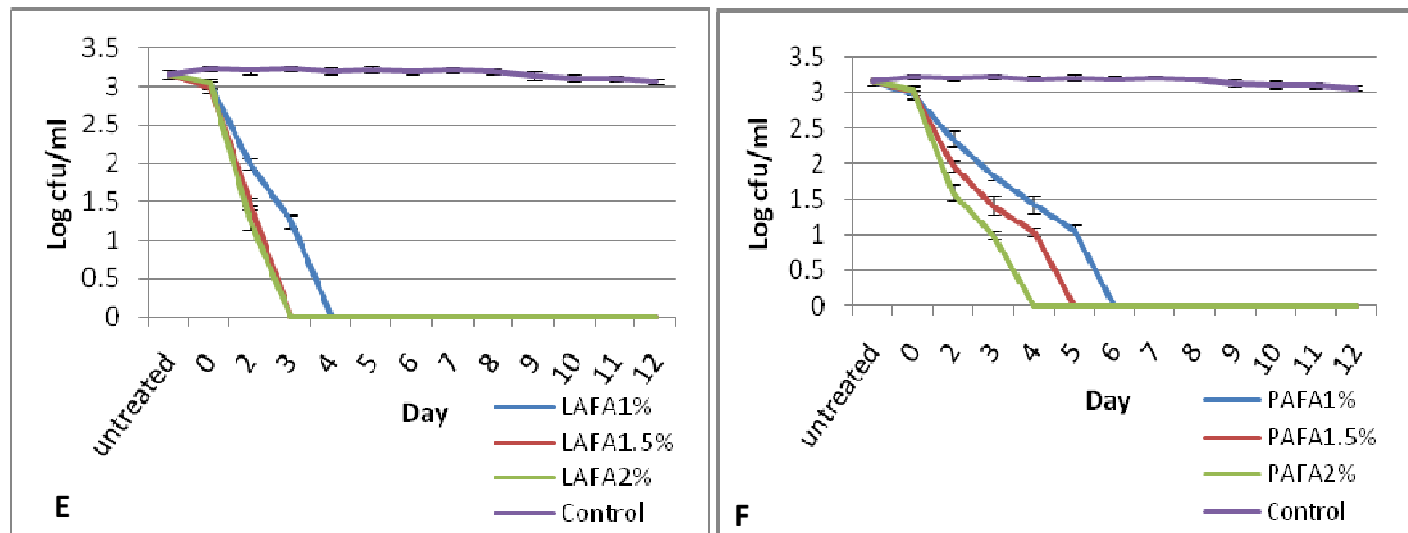 3.5
3
2.5
2
1.5
1
0.5
0
Log cfu/ml
untreated
0
2
3
4
5
6
7
8
9
10
11
12
Day
LAFA1%
LAFA1.5%
LAFA2%
Control
E
3.5
3
2.5
2
1.5
1
0.5
0
Log cfu/ml
untreated
0
2
3
4
5
6
7
8
9
10
11
12
Day
PAFA1%
PAFA1.5%
PAFA2%
Control
F